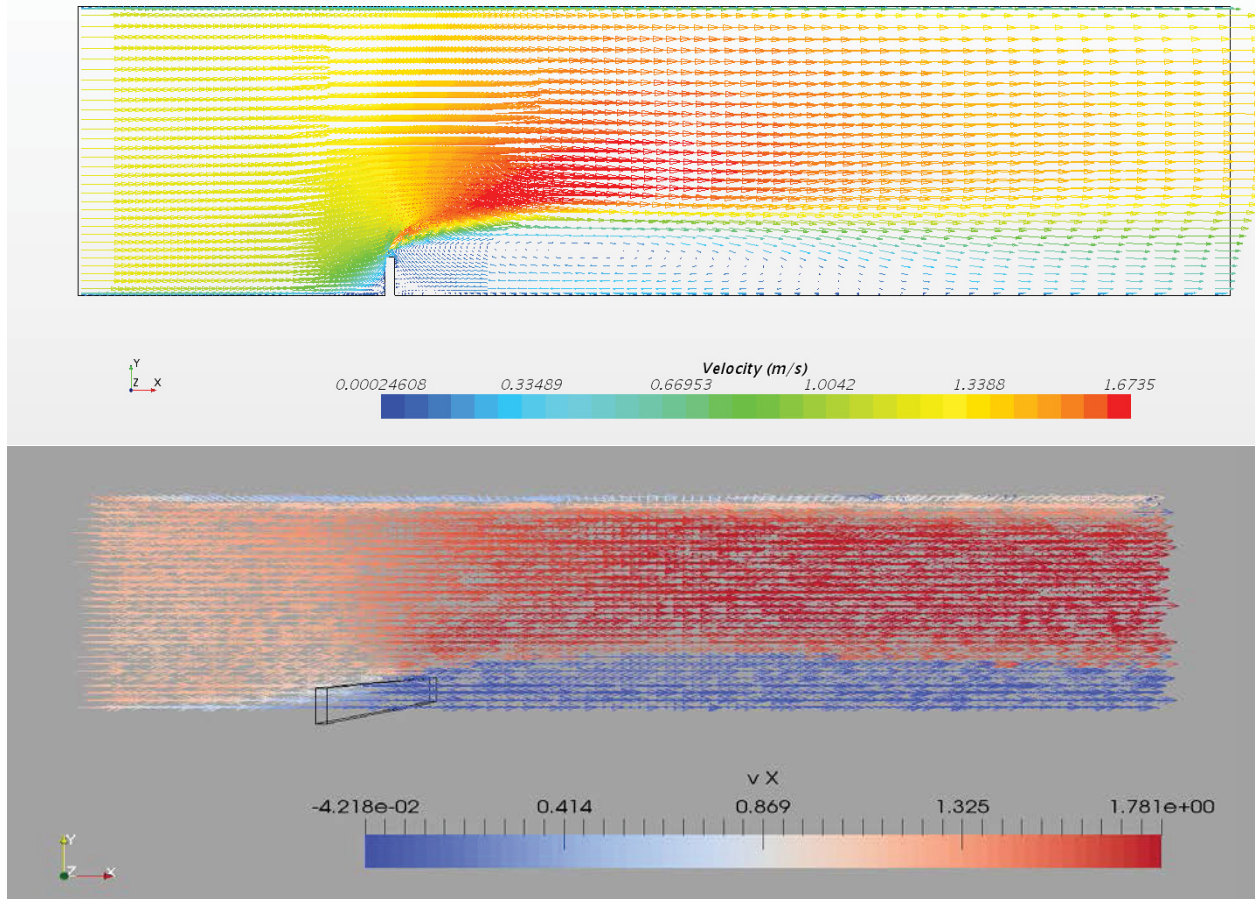 Y
Z X
Velocity (m/s)
0.00024608 0.33489 0.66953 1.0042 1.3388 1.6735
v X
-4.218e-02 0.414 0.869 1.325 1.781e+00
Y
Z X